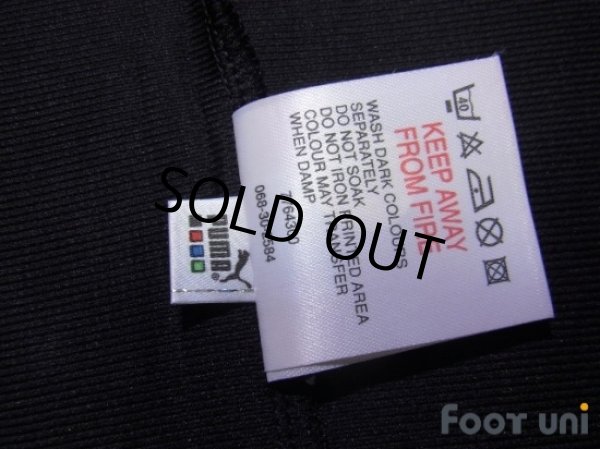 40
KEEP AWAY
FROM FIRE
WASH DARK COLOURS
SEPARATELY
DO NOT SOAK
DO NOT IRON PRINTED AREA
COLOUR MAY TRANSFER
WHEN DAMP
PUMA®
SOLD OUT
FOOT UNI